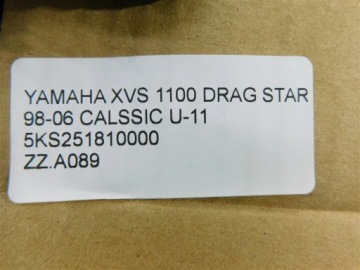 YAMAHA XVS 1100 DRAG STAR
98-06 CALSSIC U-11
5KS251810000
ZZ.A089